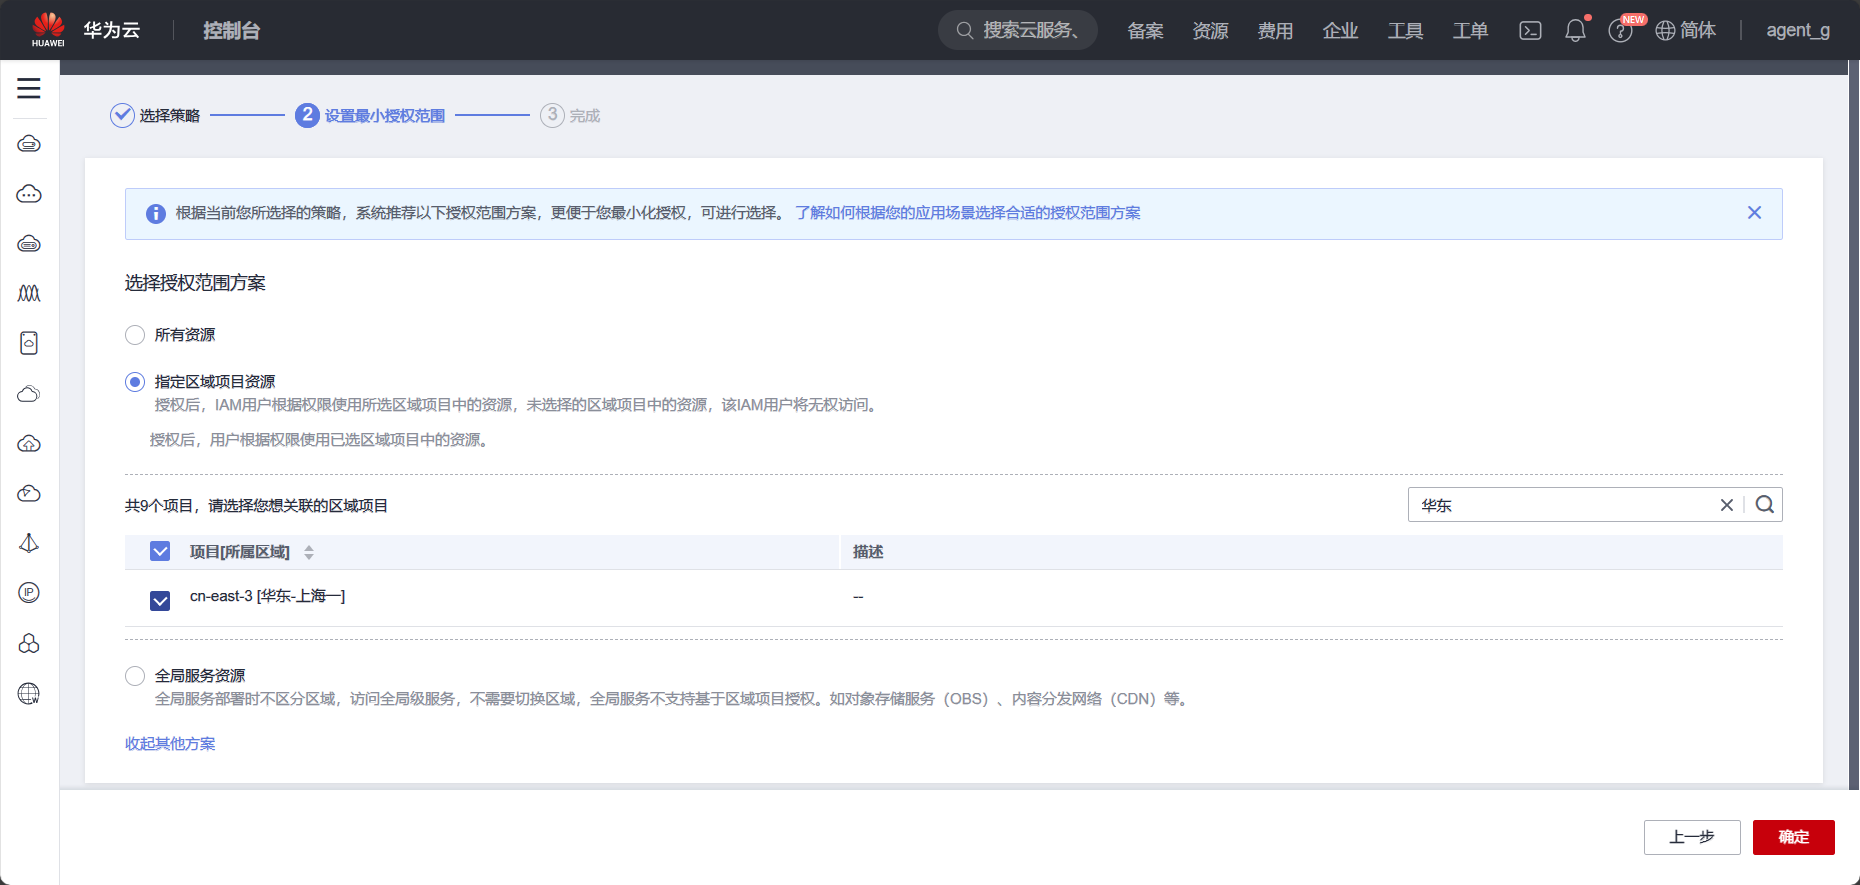 HUAWEI
华为云
控制台
搜索云服务、
备案
资源
费用
企业
工具
工单
NEW
简体
agent_g
选择策略
2 设置最小授权范围
3 完成
根据当前您所选择的策略，系统推荐以下授权范围方案，更便于您最小化授权，可进行选择。 了解如何根据您的应用场景选择合适的授权范围方案
选择授权范围方案
所有资源
指定区域项目资源
授权后，IAM用户根据权限使用所选区域项目中的资源，未选择的区域项目中的资源，该IAM用户将无权访问。
授权后，用户根据权限使用已选区域项目中的资源。
共9个项目，请选择您想关联的区域项目
华东
项目[所属区域]
描述
cn-east-3 [华东-上海一]
--
全局服务资源
全局服务部署时不区分区域，访问全局级服务，不需要切换区域，全局服务不支持基于区域项目授权。如对象存储服务（OBS）、内容分发网络（CDN）等。
收起其他方案
IP
W
上一步
确定